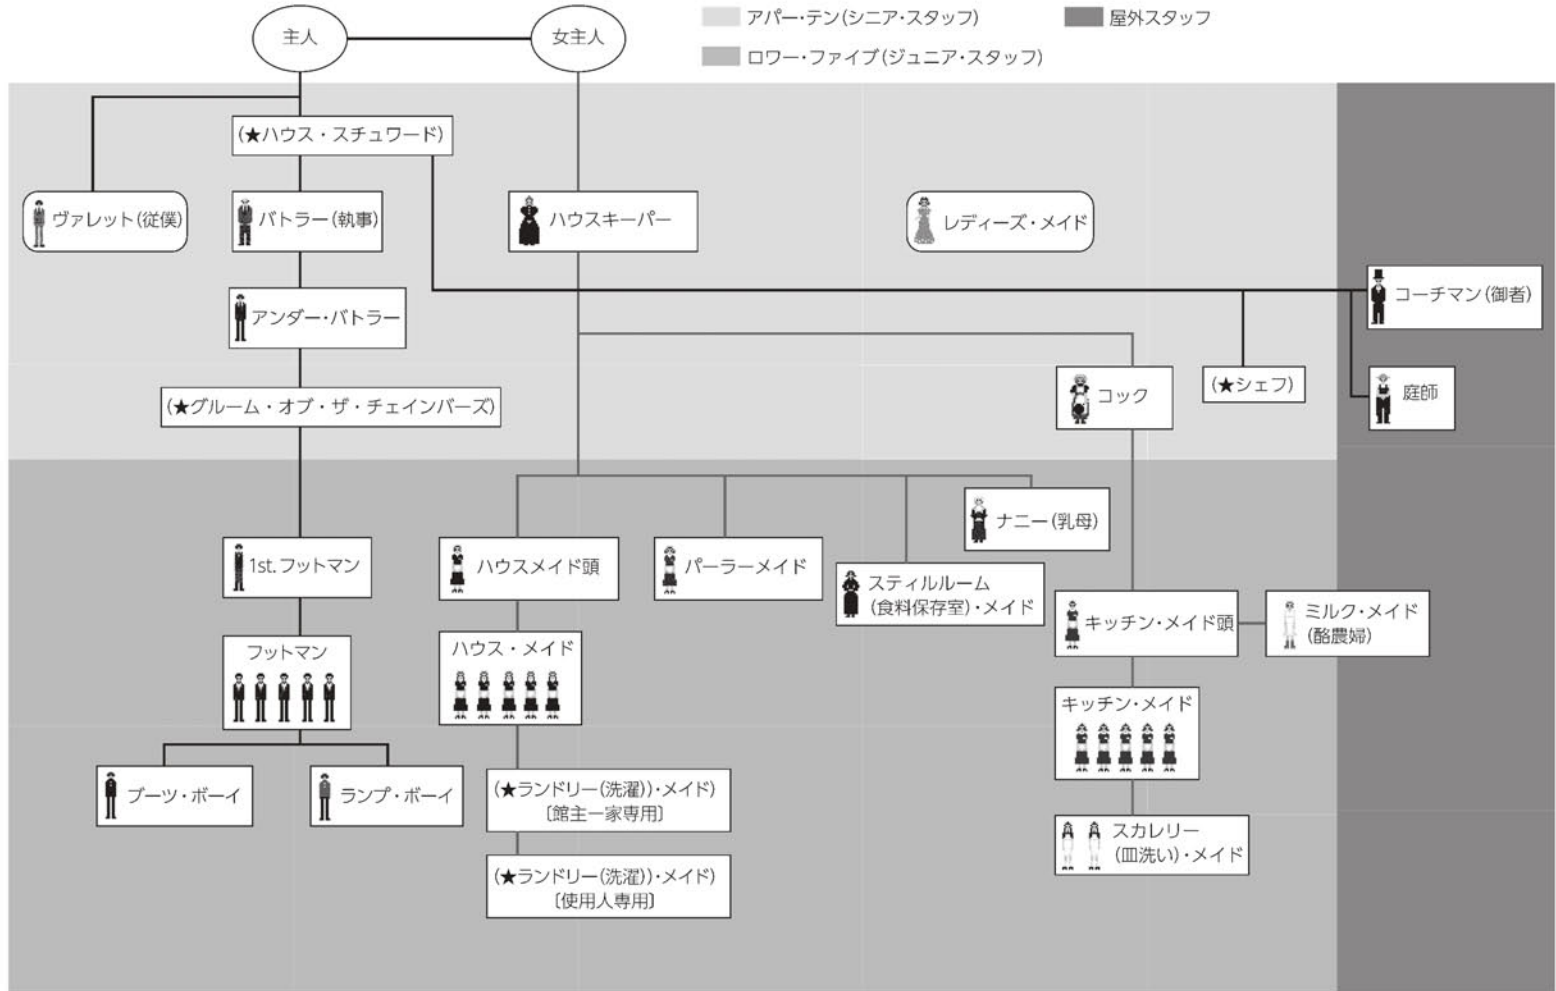 主人
女主人
アパー・テン(シニア・スタッフ)
屋外スタッフ
ロワー・ファイブ(ジュニア・スタッフ)
(★ハウス・スチュワード)
ヴァレット(従僕)
バトラー(執事)
ハウスキーパー
レディーズ・メイド
コーチマン(御者)
アンダー・バトラー
(★グルーム・オブ・ザ・チェインバーズ)
コック
(★シェフ)
庭師
ナニー(乳母)
1st.フットマン
ハウスメイド頭
パーラーメイド
スティルルーム
(食料保存室)・メイド
キッチン・メイド頭
ミルク・メイド
(酪農婦)
フットマン
ハウス・メイド
キッチン・メイド
ブーツ・ボーイ
ランプ・ボーイ
(★ランドリー(洗濯))・メイド)
〔館主一家専用〕
スカレリー
(皿洗い)・メイド
(★ランドリー(洗濯))・メイド)
〔使用人専用〕